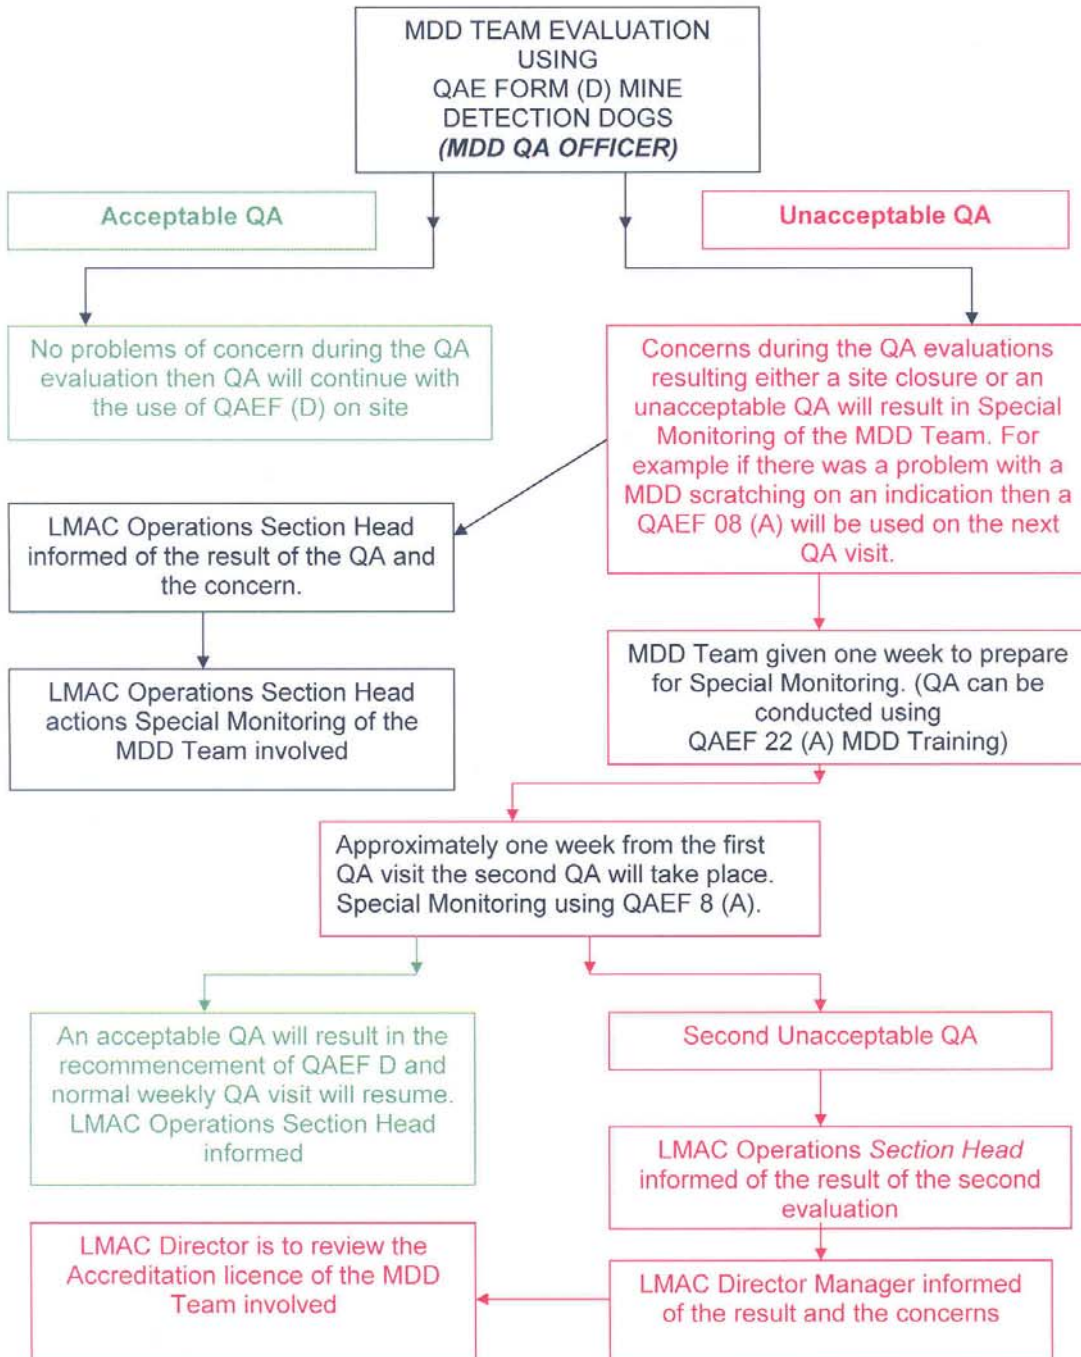 MDD TEAM EVALUATION
USING
QAE FORM (D) MINE
DETECTION DOGS
(MDD QA OFFICER)
Acceptable QA
Unacceptable QA
No problems of concern during the QA
evaluation then QA will continue with
the use of QAEF (D) on site
Concerns during the QA evaluations
resulting either a site closure or an
unacceptable QA will result in Special
Monitoring of the MDD Team. For
example if there was a problem with a
MDD scratching on an indication then a
QAEF 08 (A) will be used on the next
QA visit.
LMAC Operations Section Head
informed of the result of the QA and
the concern.
LMAC Operations Section Head
actions Special Monitoring of the
MDD Team involved
MDD Team given one week to prepare
for Special Monitoring. (QA can be
conducted using
QAEF 22 (A) MDD Training)
Approximately one week from the first
QA visit the second QA will take place.
Special Monitoring using QAEF 8 (A).
An acceptable QA will result in the
recommencement of QAEF D and
normal weekly QA visit will resume.
LMAC Operations Section Head
informed
Second Unacceptable QA
LMAC Operations Section Head
informed of the result of the second
evaluation
LMAC Director is to review the
Accreditation licence of the MDD
Team involved
LMAC Director Manager informed
of the result and the concerns